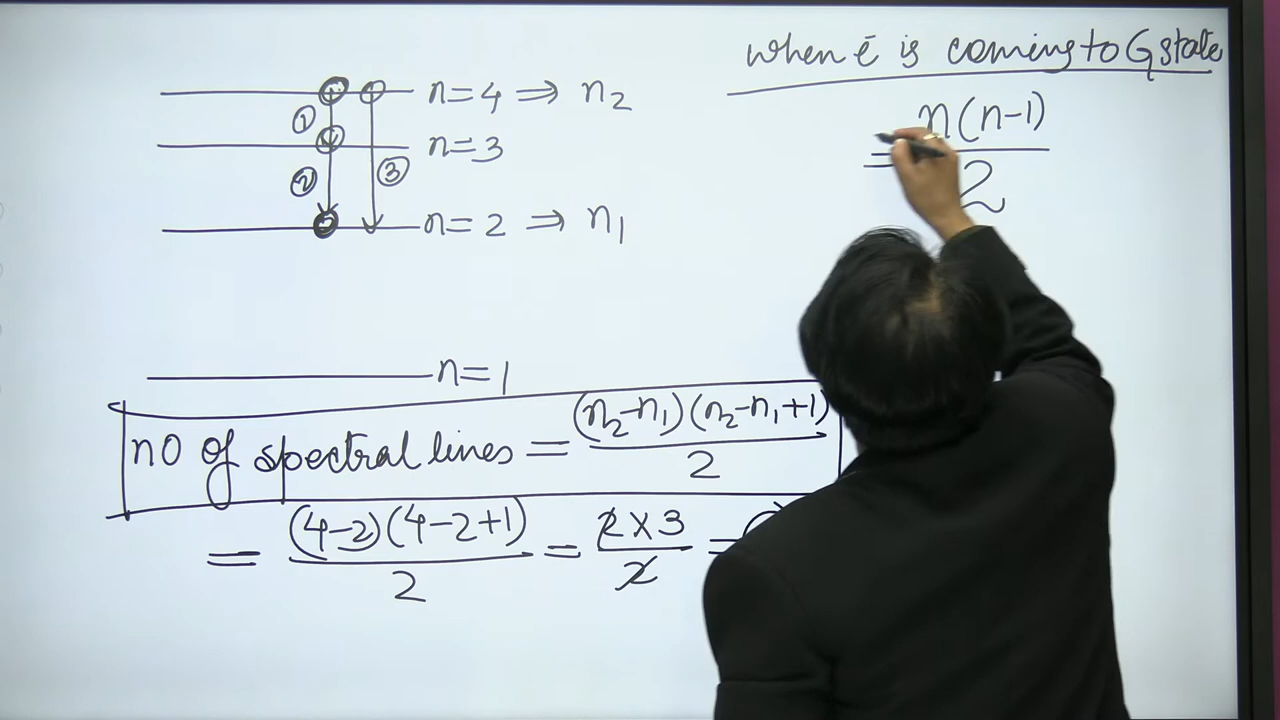 when ē is coming to G state
n=4 ⇒ n₂
① 
n=3
② ③
n=2 ⇒ n₁
= n(n-1)/2
n=1
no of spectral lines = (n₂-n₁)(n₂-n₁+1)/2
= (4-2)(4-2+1)/2 = 2×3/2 =